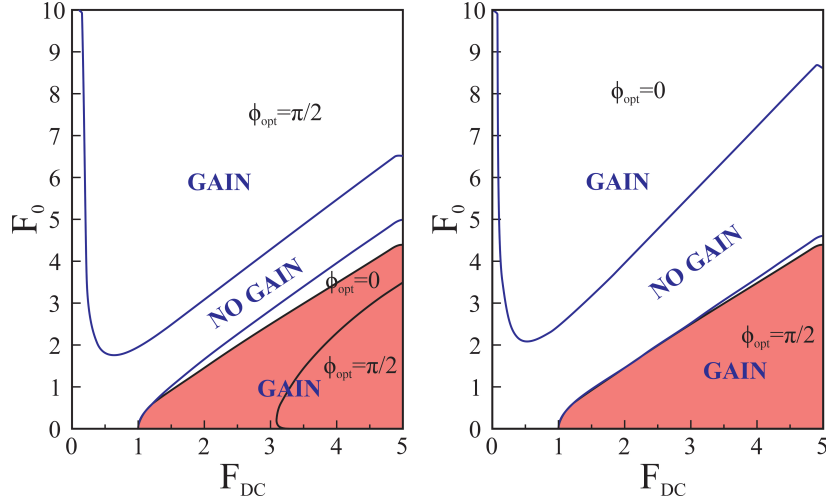 10
9
8
7
6
5
4
3
2
1
0
F₀
ϕopt=π/2
GAIN
NO GAIN
ϕopt=0
ϕopt=π/2
GAIN
0 1 2 3 4 5
FDC
10
9
8
7
6
5
4
3
2
1
0
F₀
ϕopt=0
GAIN
NO GAIN
ϕopt=π/2
GAIN
0 1 2 3 4 5
FDC